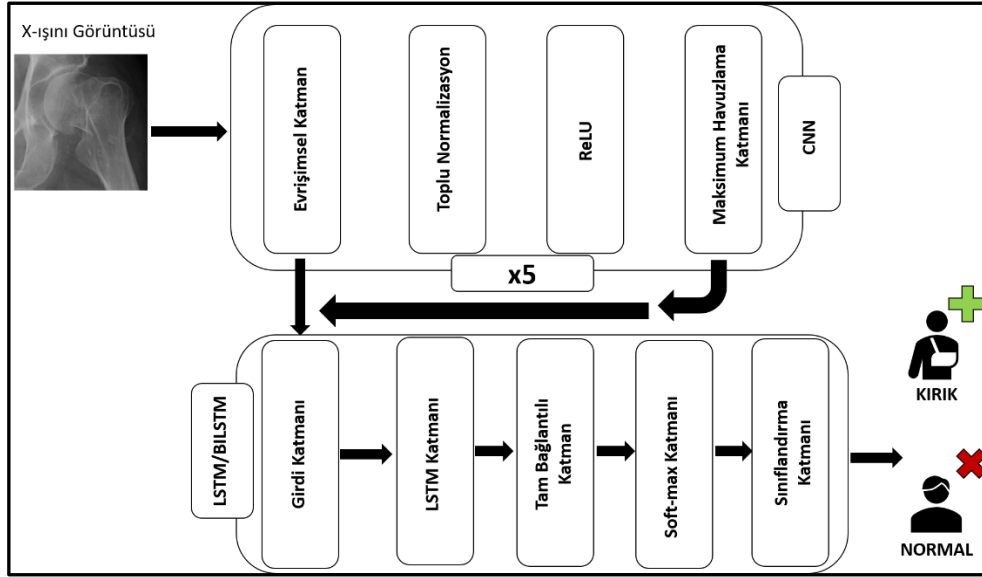 X-ışını Görüntüsü
Evrişimsel Katman
Toplu Normalizasyon
ReLU
Maksimum Havuzlama
Katmanı
CNN
x5
LSTM/BILSTM
Girdi Katmanı
LSTM Katmanı
Tam Bağlantılı
Katman
Soft-max Katmanı
Sınıflandırma
Katmanı
KIRIK
NORMAL